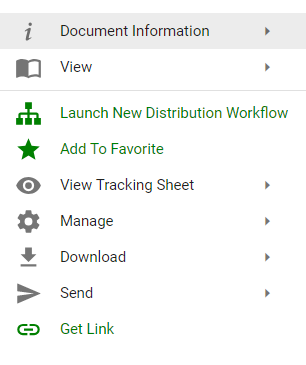 Document Information
View
Launch New Distribution Workflow
Add To Favorite
View Tracking Sheet
Manage
Download
Send
Get Link